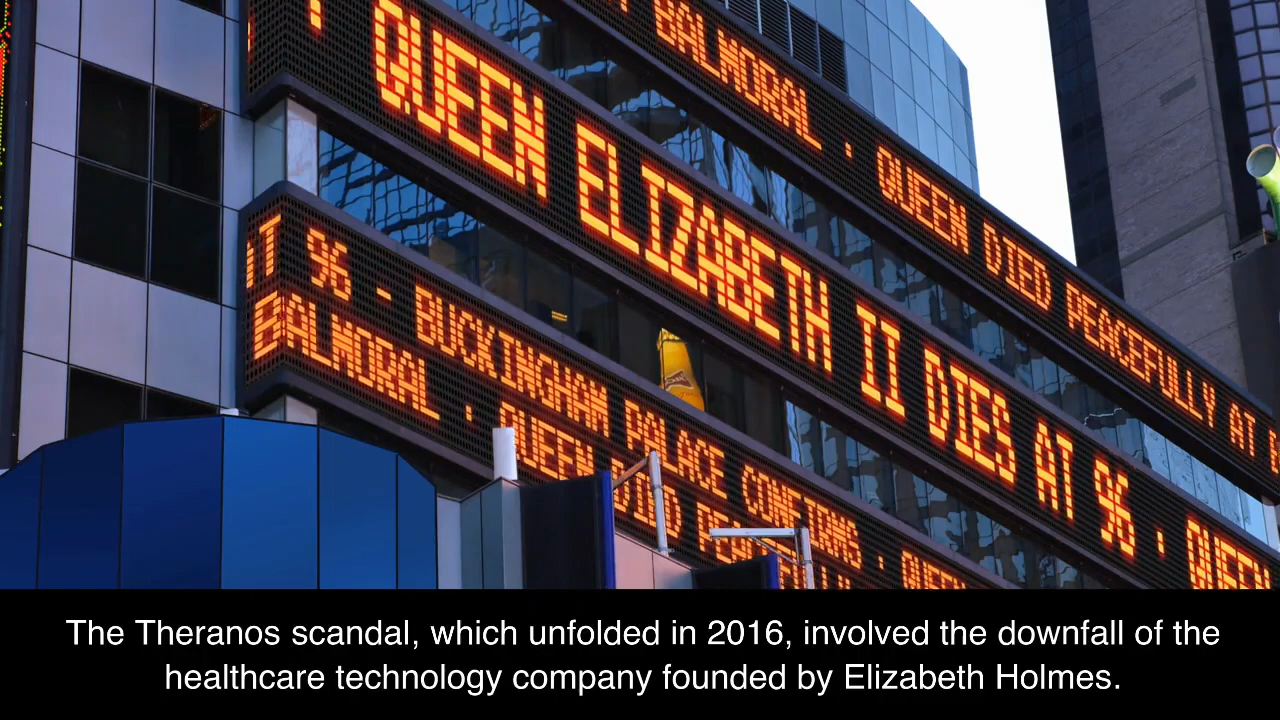 BALMORAL · QUEEN DIED PEACEFULLY AT
QUEEN ELIZABETH II DIES AT 96 · QUEEN
96 - BUCKINGHAM PALACE CONFIRMS · QUEEN
BALMORAL · QUEEN DIED
The Theranos scandal, which unfolded in 2016, involved the downfall of the
healthcare technology company founded by Elizabeth Holmes.